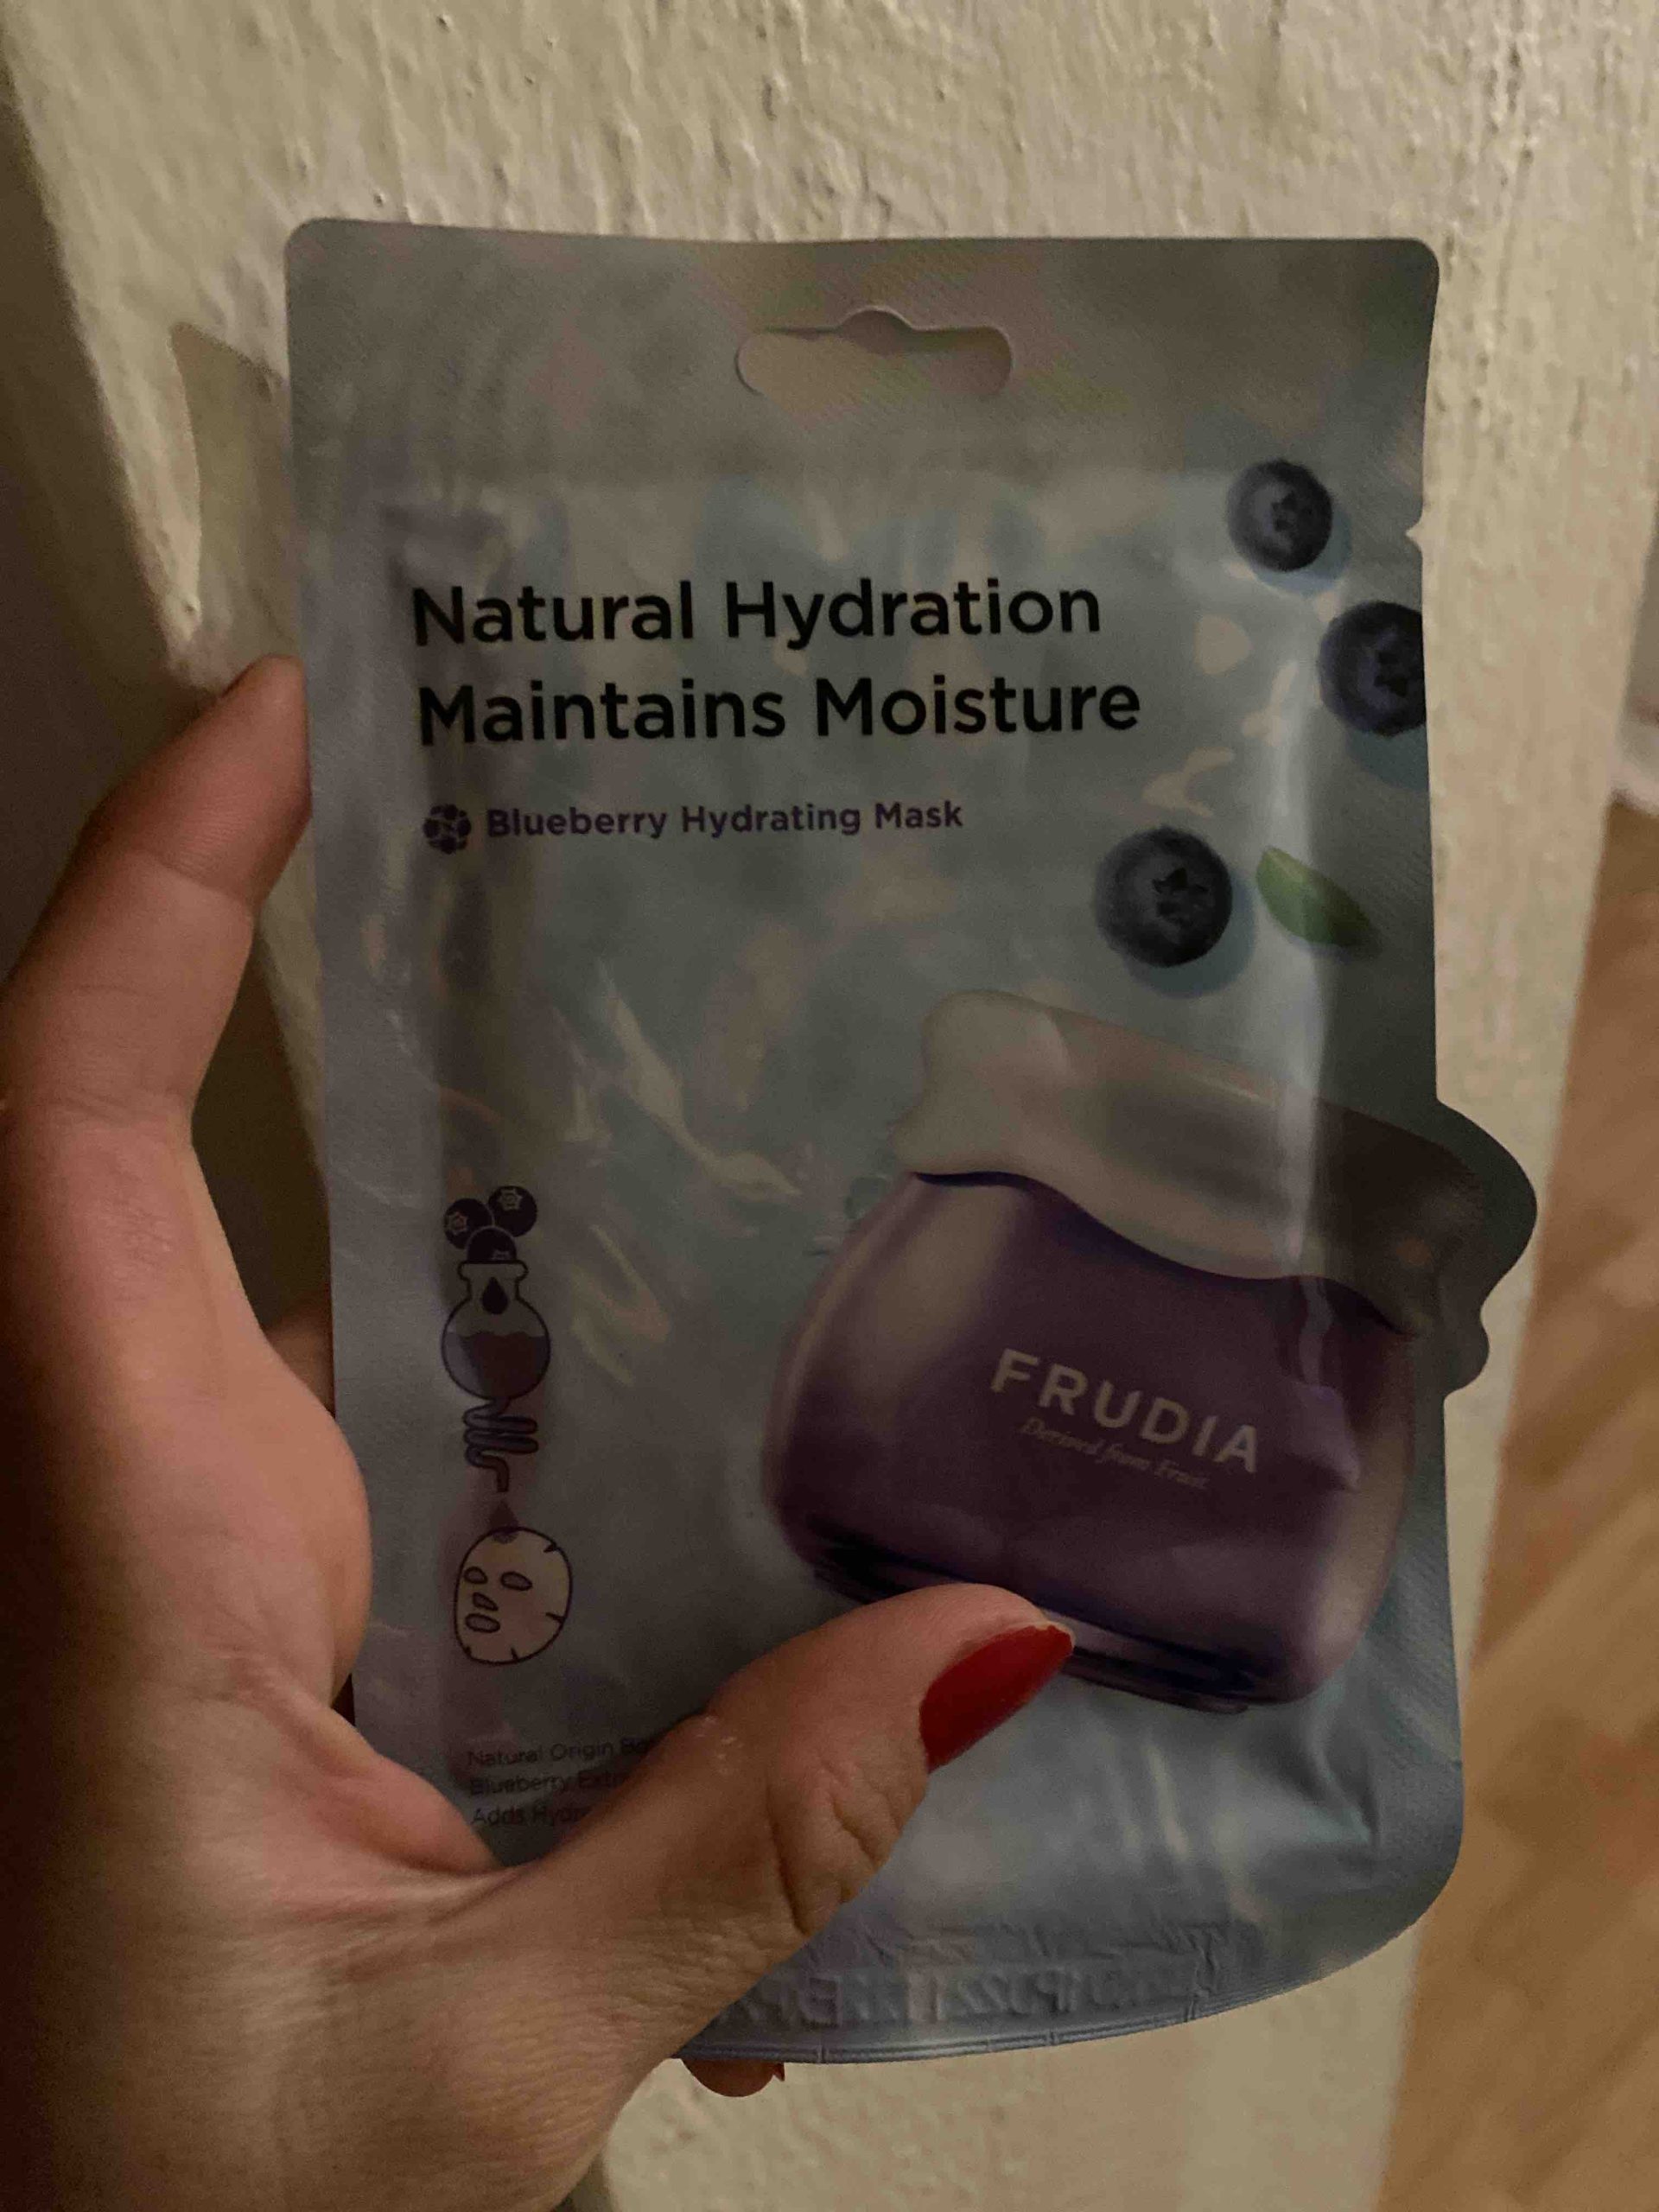 Natural Hydration
Maintains Moisture
Blueberry Hydrating Mask
FRUDIA
Derived from Fruit
Natural Origin
Blueberry
Adds